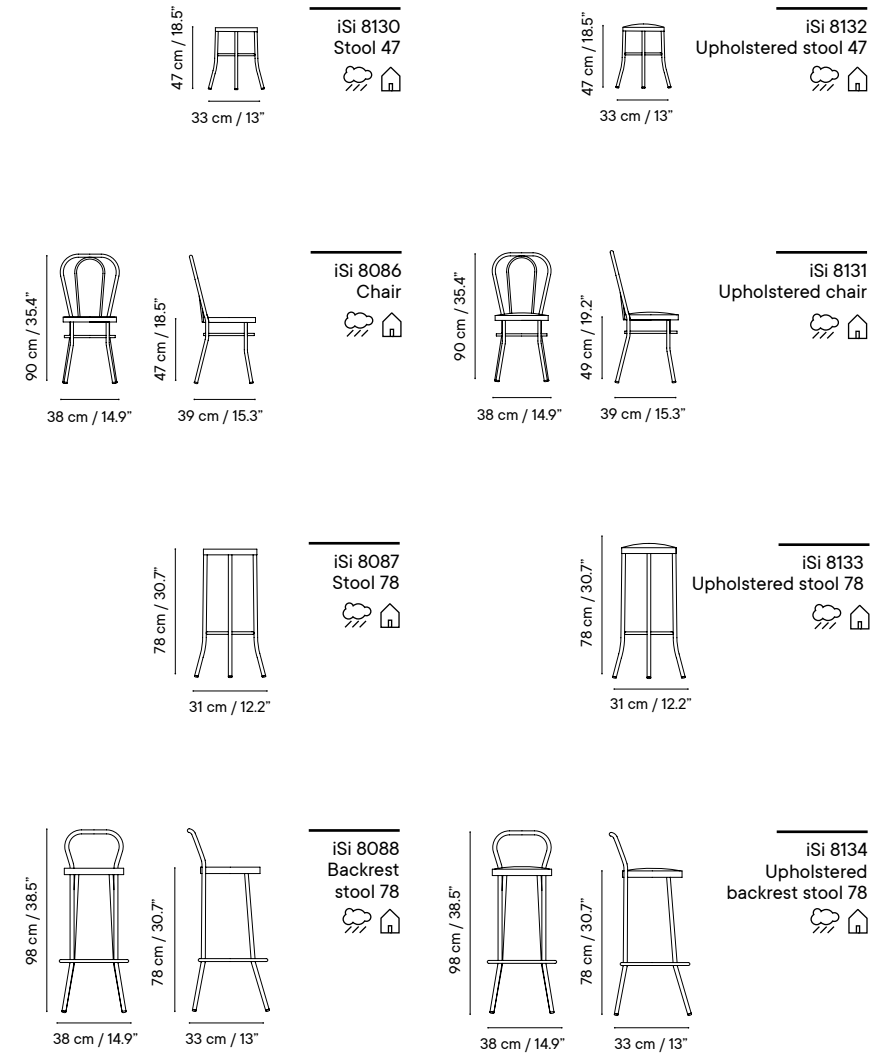 47 cm / 18.5”
iSi 8130
Stool 47
33 cm / 13”
47 cm / 18.5”
iSi 8132
Upholstered stool 47
33 cm / 13”
90 cm / 35.4”
47 cm / 18.5”
iSi 8086
Chair
38 cm / 14.9”
39 cm / 15.3”
90 cm / 35.4”
49 cm / 19.2”
iSi 8131
Upholstered chair
38 cm / 14.9”
39 cm / 15.3”
78 cm / 30.7”
iSi 8087
Stool 78
31 cm / 12.2”
78 cm / 30.7”
iSi 8133
Upholstered stool 78
31 cm / 12.2”
98 cm / 38.5”
78 cm / 30.7”
iSi 8088
Backrest
stool 78
38 cm / 14.9”
33 cm / 13”
98 cm / 38.5”
78 cm / 30.7”
iSi 8134
Upholstered
backrest stool 78
38 cm / 14.9”
33 cm / 13”